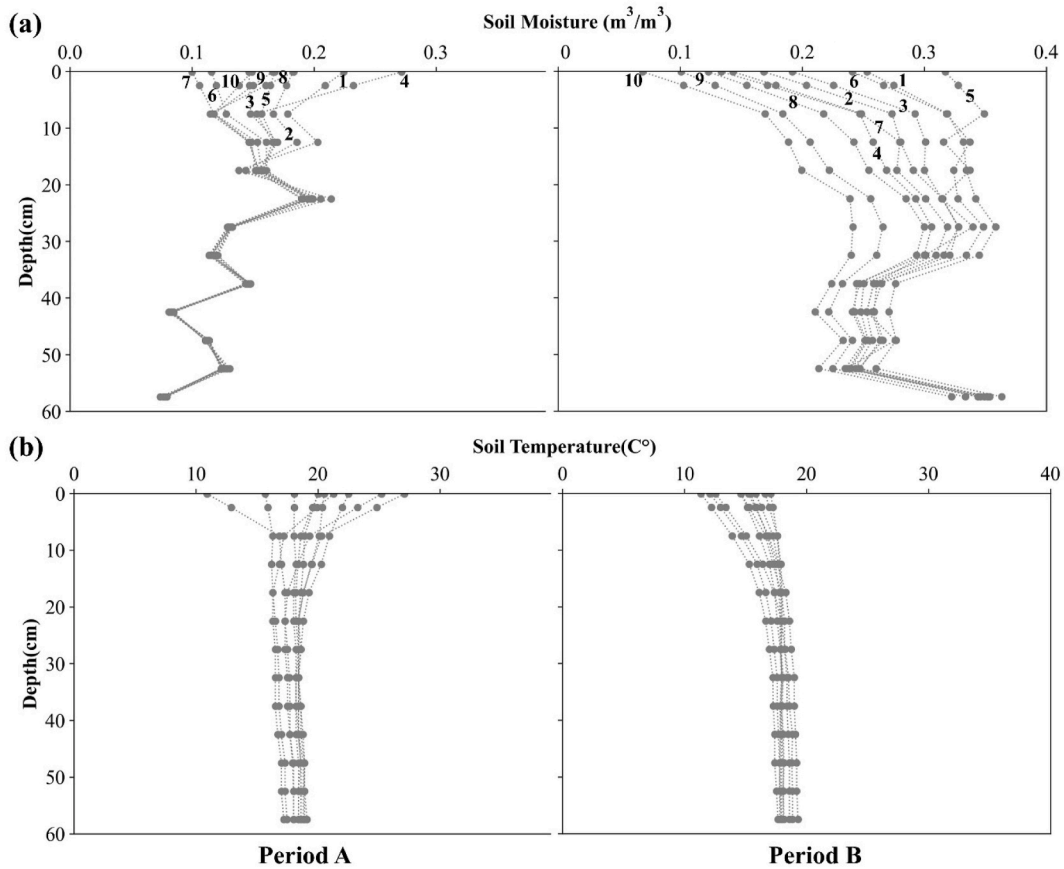 (a)
Soil Moisture (m³/m³)
0.0 0.1 0.2 0.3 0 0.1 0.2 0.3 0.4
0
10
20
30
40
50
60
Depth(cm)
7 6 10 3 9 5 8 2 1 4
10 9 8 6 2 7 4 1 3 5
(b)
Soil Temperature(C°)
0 10 20 30 0 10 20 30 40
0
10
20
30
40
50
60
Depth(cm)
Period A Period B